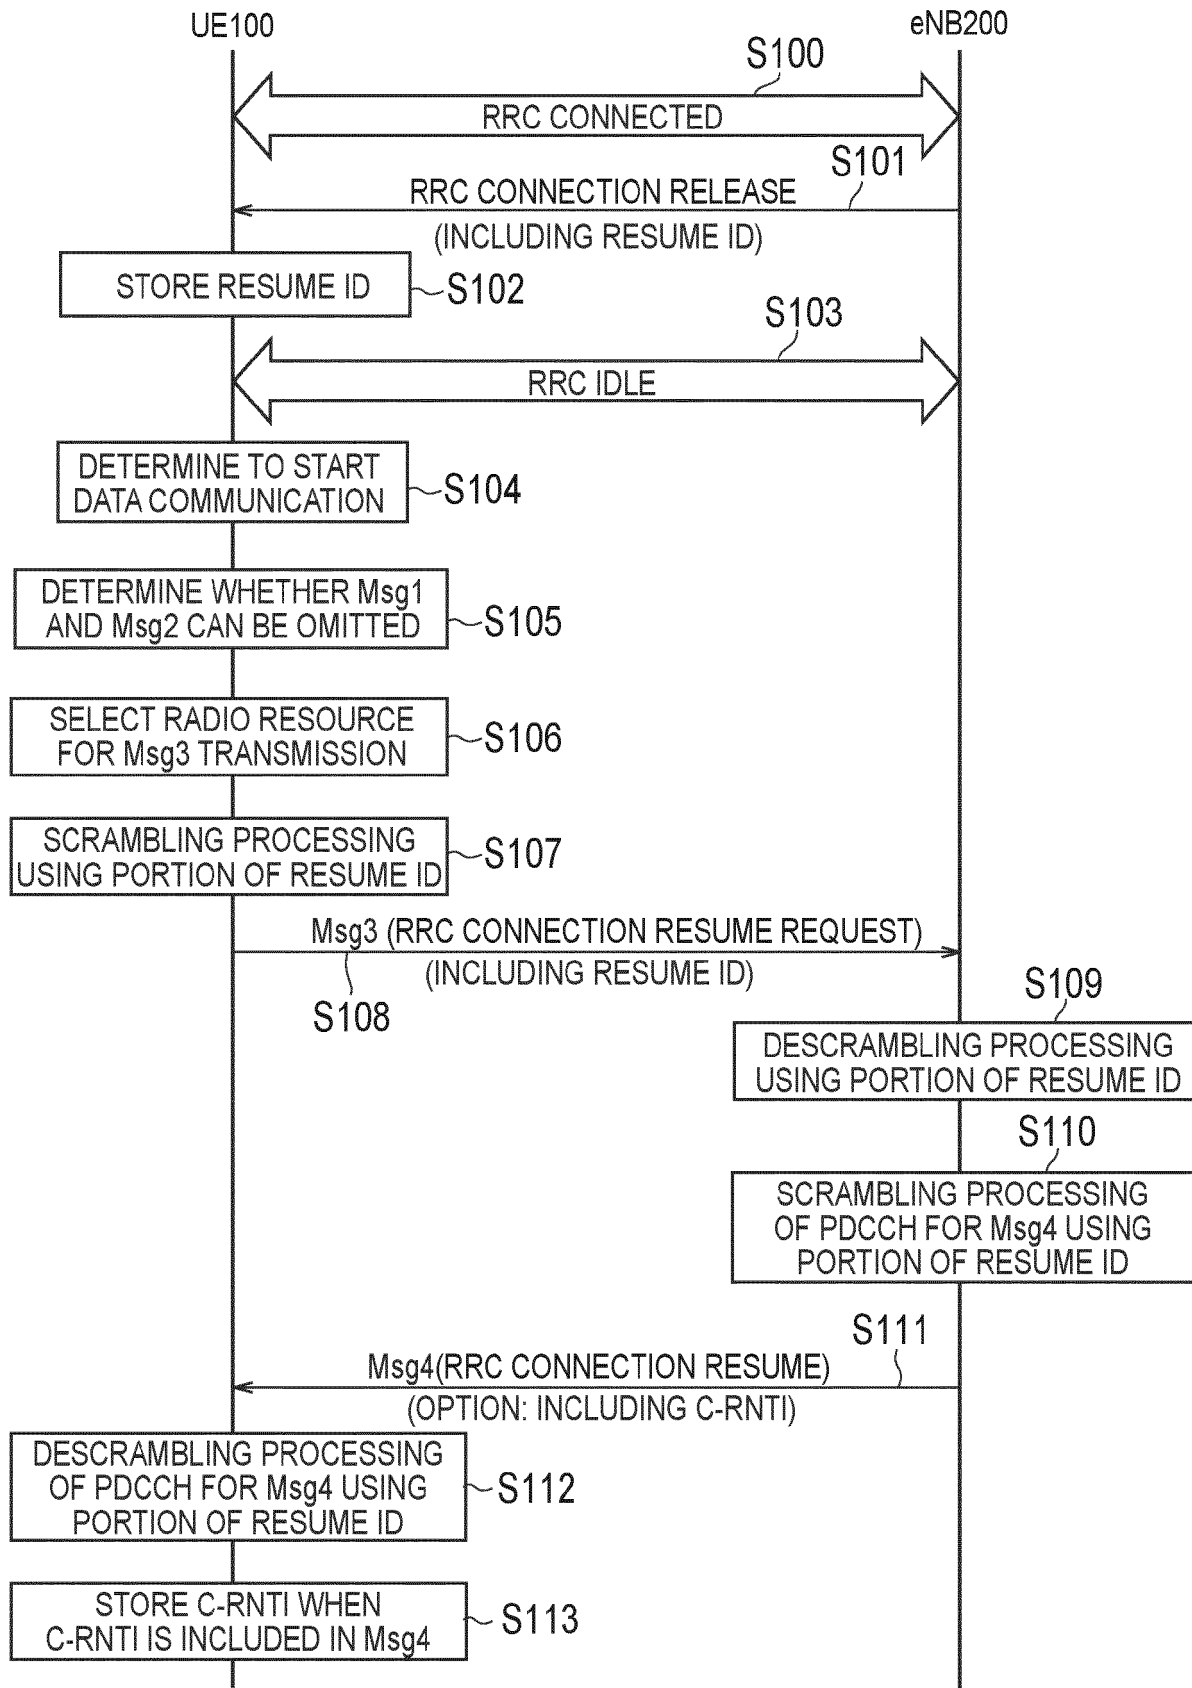 UE100
eNB200
S100
RRC CONNECTED
S101
RRC CONNECTION RELEASE
(INCLUDING RESUME ID)
STORE RESUME ID
S102
S103
RRC IDLE
DETERMINE TO START
DATA COMMUNICATION
S104
DETERMINE WHETHER Msg1
AND Msg2 CAN BE OMITTED
S105
SELECT RADIO RESOURCE
FOR Msg3 TRANSMISSION
S106
SCRAMBLING PROCESSING
USING PORTION OF RESUME ID
S107
Msg3 (RRC CONNECTION RESUME REQUEST)
(INCLUDING RESUME ID)
S108
S109
DESCRAMBLING PROCESSING
USING PORTION OF RESUME ID
S110
SCRAMBLING PROCESSING
OF PDCCH FOR Msg4 USING
PORTION OF RESUME ID
S111
Msg4(RRC CONNECTION RESUME)
(OPTION: INCLUDING C-RNTI)
DESCRAMBLING PROCESSING
OF PDCCH FOR Msg4 USING
PORTION OF RESUME ID
S112
STORE C-RNTI WHEN
C-RNTI IS INCLUDED IN Msg4
S113